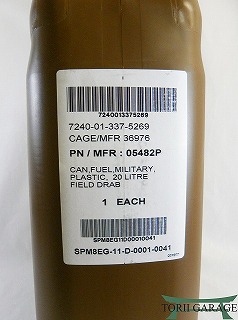 7240013375269
7240-01-337-5269
CAGE/MFR 36976
PN / MFR : 05482P
CAN,FUEL,MILITARY,
PLASTIC, 20 LITRE
FIELD DRAB
1 EACH
SPM8EG11D00010041
SPM8EG-11-D-0001-0041
TORII GARAGE